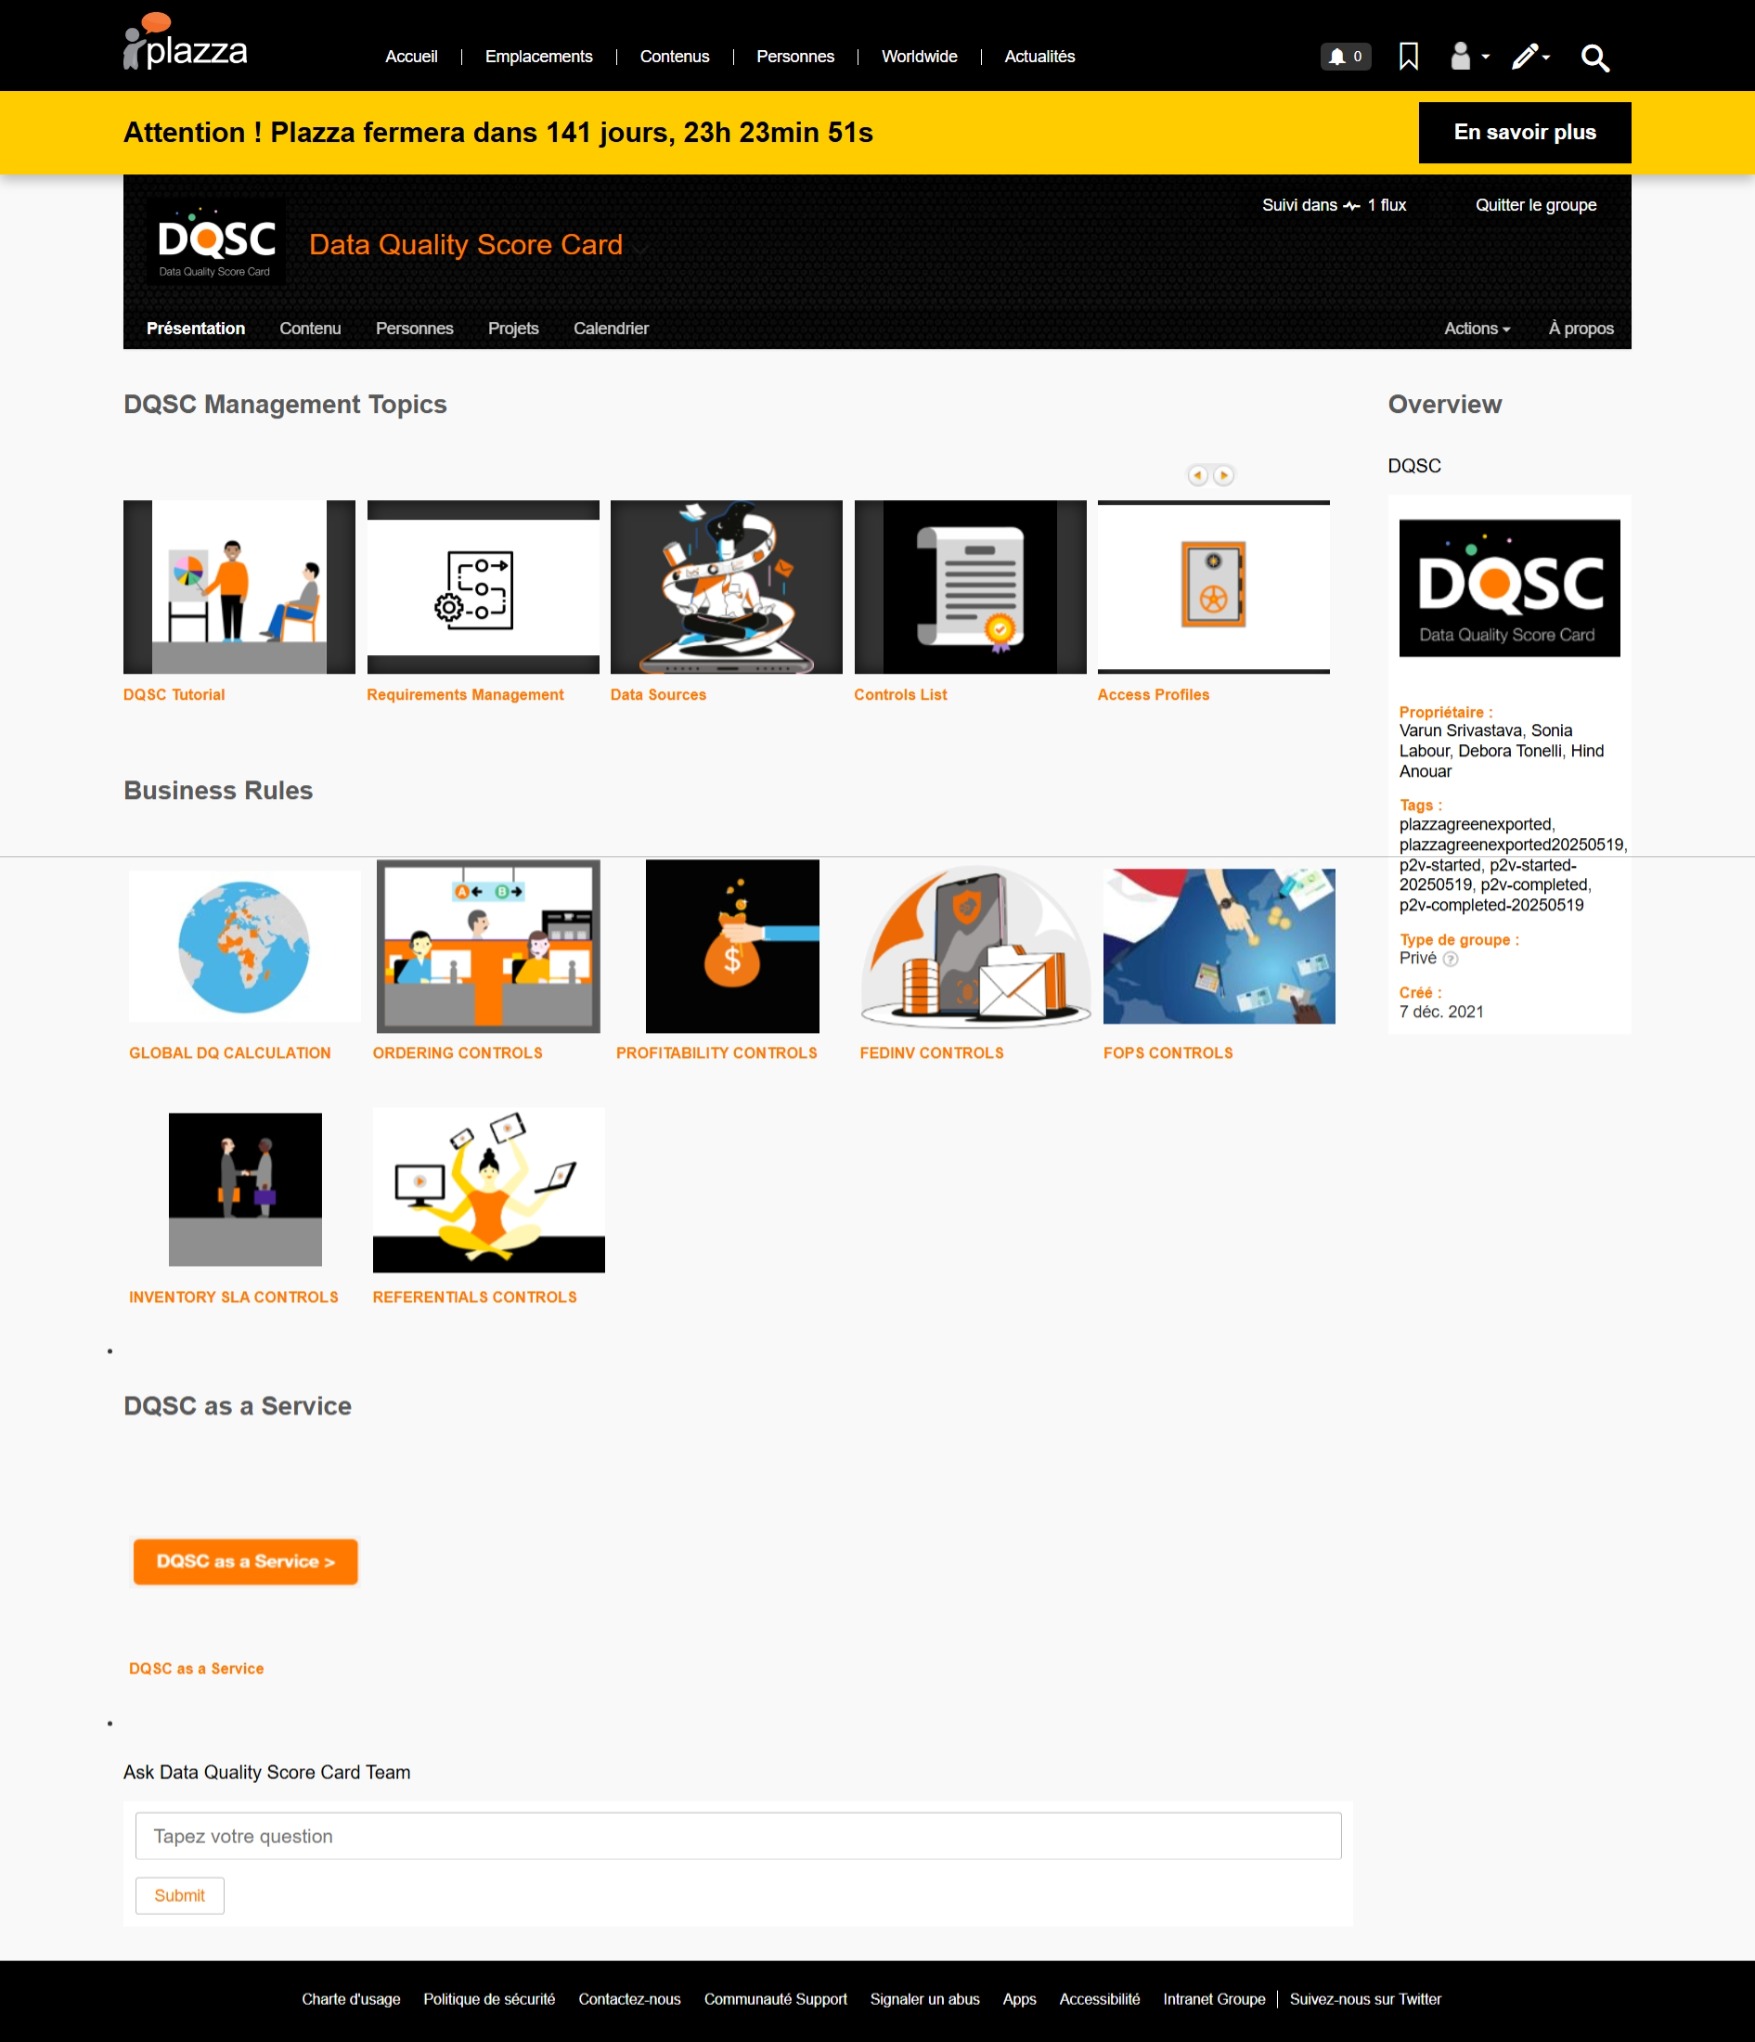 plazza
Accueil
Emplacements
Contenus
Personnes
Worldwide
Actualités
0
Attention ! Plazza fermera dans 141 jours, 23h 23min 51s
En savoir plus
Suivi dans 1 flux
Quitter le groupe
DQSC
Data Quality Score Card
Data Quality Score Card
Présentation
Contenu
Personnes
Projets
Calendrier
Actions
À propos
DQSC Management Topics
DQSC Tutorial
Requirements Management
Data Sources
Controls List
Access Profiles
Business Rules
A
B
$
GLOBAL DQ CALCULATION
ORDERING CONTROLS
PROFITABILITY CONTROLS
FEDINV CONTROLS
FOPS CONTROLS
INVENTORY SLA CONTROLS
REFERENTIALS CONTROLS
DQSC as a Service
DQSC as a Service >
DQSC as a Service
Ask Data Quality Score Card Team
Tapez votre question
Submit
Overview
DQSC
DQSC
Data Quality Score Card
Propriétaire :
Varun Srivastava, Sonia
Labour, Debora Tonelli, Hind
Anouar
Tags :
plazzagreenexported,
plazzagreenexported20250519,
p2v-started, p2v-started-
20250519, p2v-completed,
p2v-completed-20250519
Type de groupe :
Privé ?
Créé :
7 déc. 2021
Charte d'usage
Politique de sécurité
Contactez-nous
Communauté Support
Signaler un abus
Apps
Accessibilité
Intranet Groupe
Suivez-nous sur Twitter